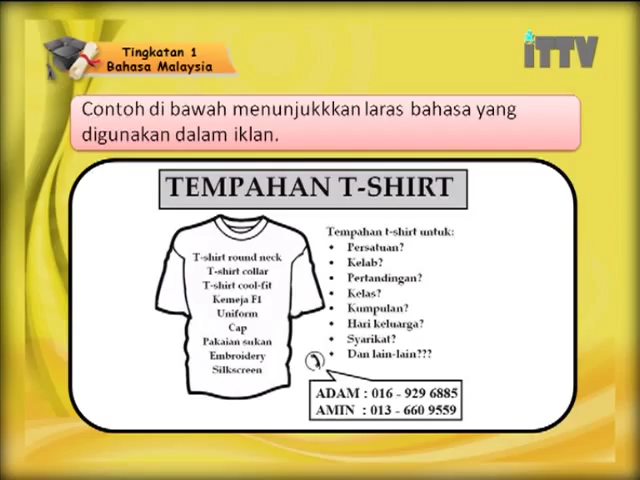 Tingkatan 1
Bahasa Malaysia
iTTV
Contoh di bawah menunjukkkan laras bahasa yang
digunakan dalam iklan.
TEMPAHAN T-SHIRT
T-shirt round neck
T-shirt collar
T-shirt cool-fit
Kemeja F1
Uniform
Cap
Pakaian sukan
Embroidery
Silkscreen
Tempahan t-shirt untuk:
• Persatuan?
• Kelab?
• Pertandingan?
• Kelas?
• Kumpulan?
• Hari keluarga?
• Syarikat?
• Dan lain-lain???
ADAM : 016 - 929 6885
AMIN : 013 - 660 9559